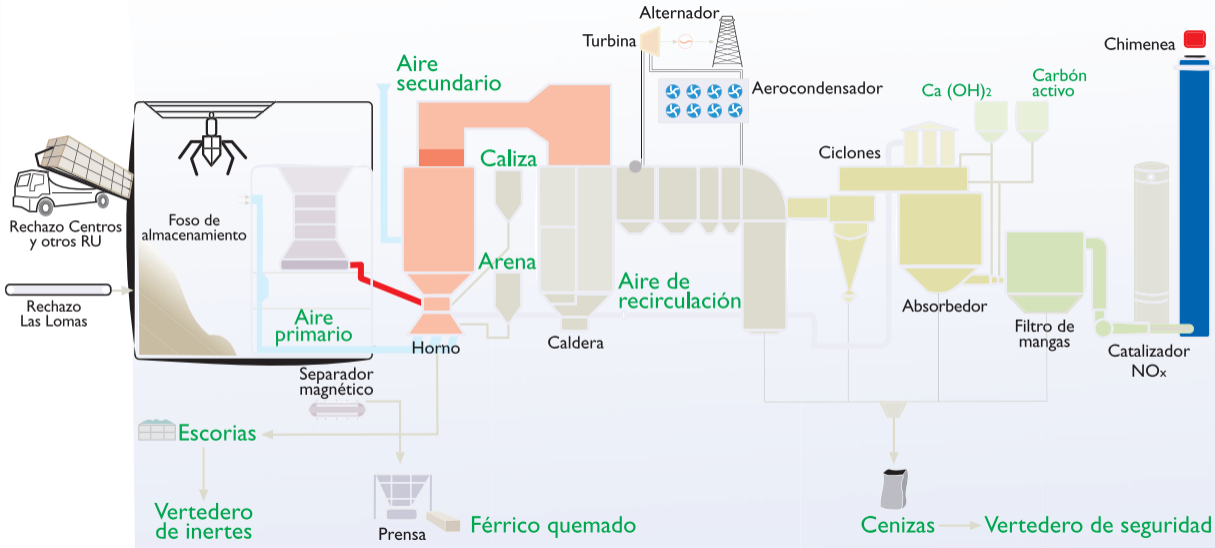 Alternador
Turbina
Chimenea
Aire
secundario
Aerocondensador
Ca (OH)₂
Carbón
activo
Caliza
Ciclones
Rechazo Centros
y otros RU
Foso de
almacenamiento
Arena
Aire de
recirculación
Rechazo
Las Lomas
Aire
primario
Horno
Caldera
Absorbedor
Filtro de
mangas
Catalizador
NOx
Separador
magnético
Escorias
Vertedero
de inertes
Prensa
Férrico quemado
Cenizas
Vertedero de seguridad